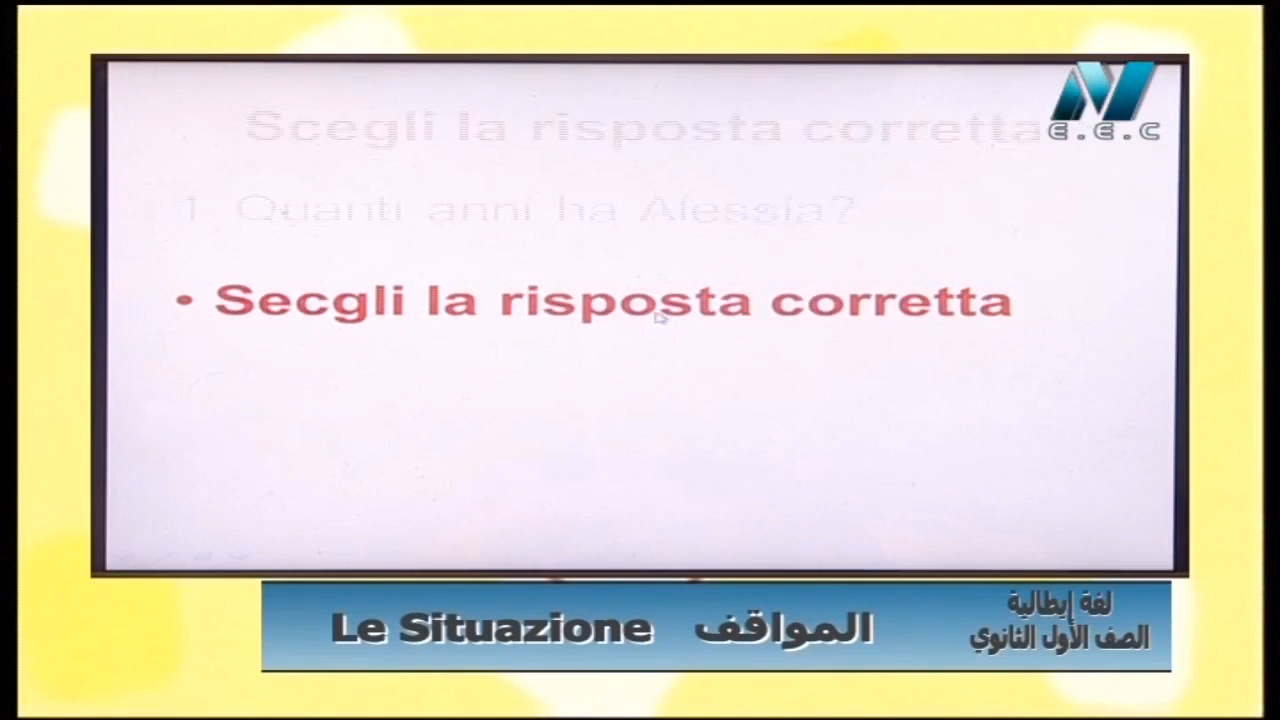 Scegli la risposta corretta
1 Quanti anni ha Alessia?
• Secgli la risposta corretta
E.E.C
Le Situazione المواقف
لغة إيطالية
الصف الأول الثانوي